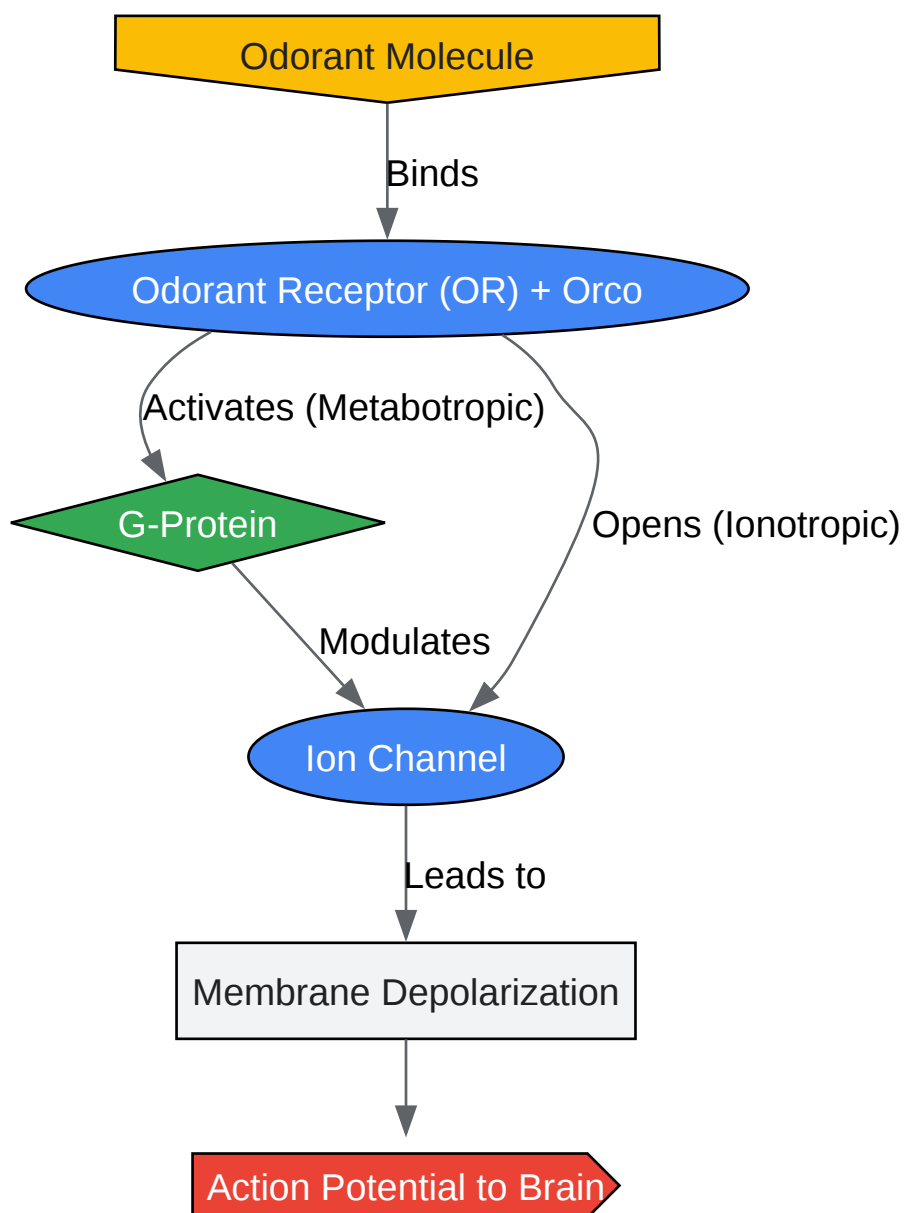 Odorant Molecule
Binds
Odorant Receptor (OR) + Orco
Activates (Metabotropic)
G-Protein
Opens (Ionotropic)
Modulates
Ion Channel
Leads to
Membrane Depolarization
Action Potential to Brain